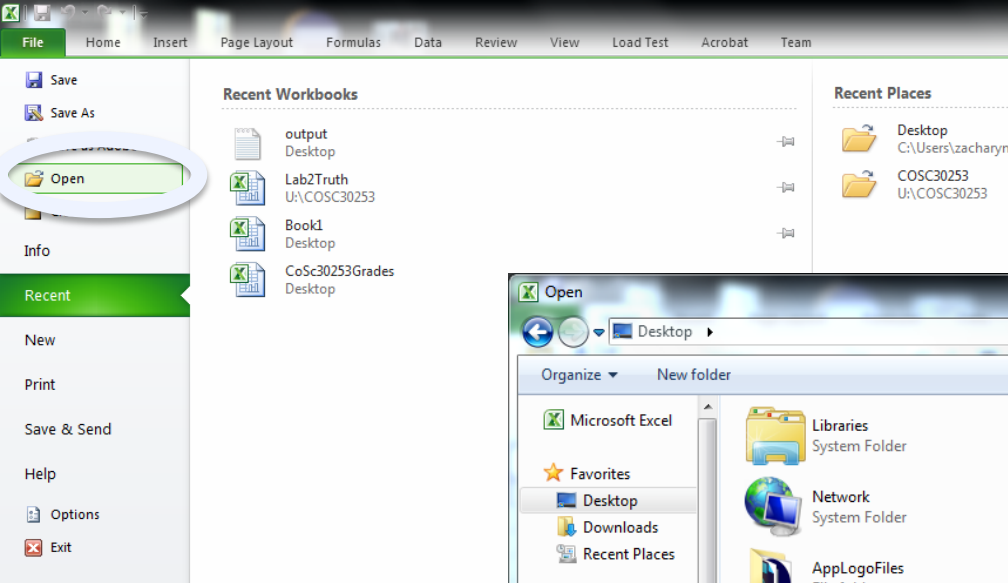 File Home Insert Page Layout Formulas Data Review View Load Test Acrobat Team
Save
Save As
Open
Info
Recent
New
Print
Save & Send
Help
Options
Exit
Recent Workbooks
output
Desktop
Lab2Truth
U:\COSC30253
Book1
Desktop
CoSc30253Grades
Desktop
Recent Places
Desktop
C:\Users\zacharyn
COSC30253
U:\COSC30253
Open
Desktop
Organize New folder
Microsoft Excel
Favorites
Desktop
Downloads
Recent Places
Libraries
System Folder
Network
System Folder
AppLogoFiles